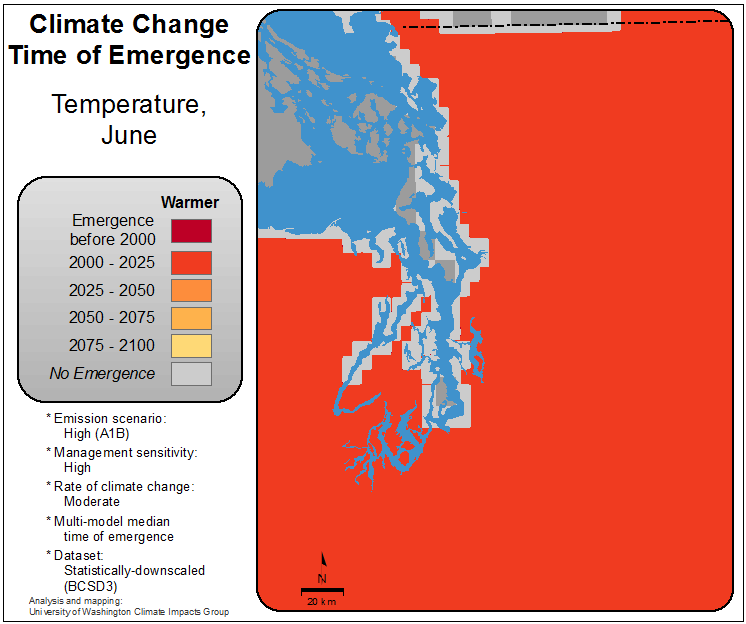 Climate Change
Time of Emergence
Temperature,
June
Warmer
Emergence
before 2000
2000 - 2025
2025 - 2050
2050 - 2075
2075 - 2100
No Emergence
* Emission scenario:
High (A1B)
* Management sensitivity:
High
* Rate of climate change:
Moderate
* Multi-model median
time of emergence
* Dataset:
Statistically-downscaled
(BCSD3)
Analysis and mapping:
University of Washington Climate Impacts Group
N
20 km